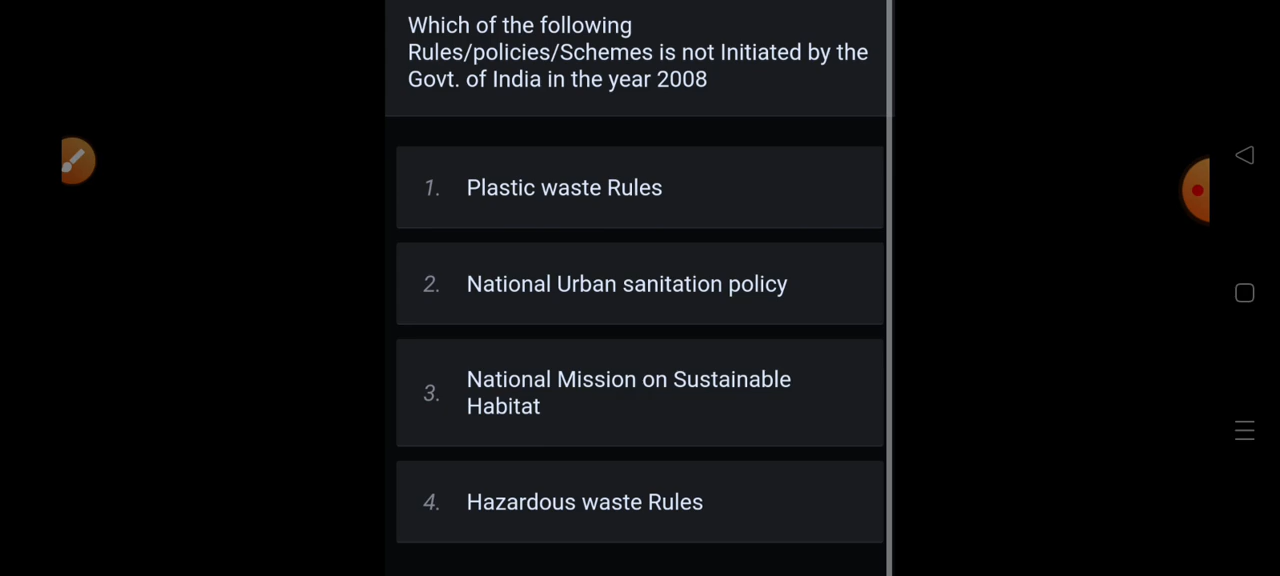 Which of the following
Rules/policies/Schemes is not Initiated by the
Govt. of India in the year 2008
1. Plastic waste Rules
2. National Urban sanitation policy
3. National Mission on Sustainable
Habitat
4. Hazardous waste Rules